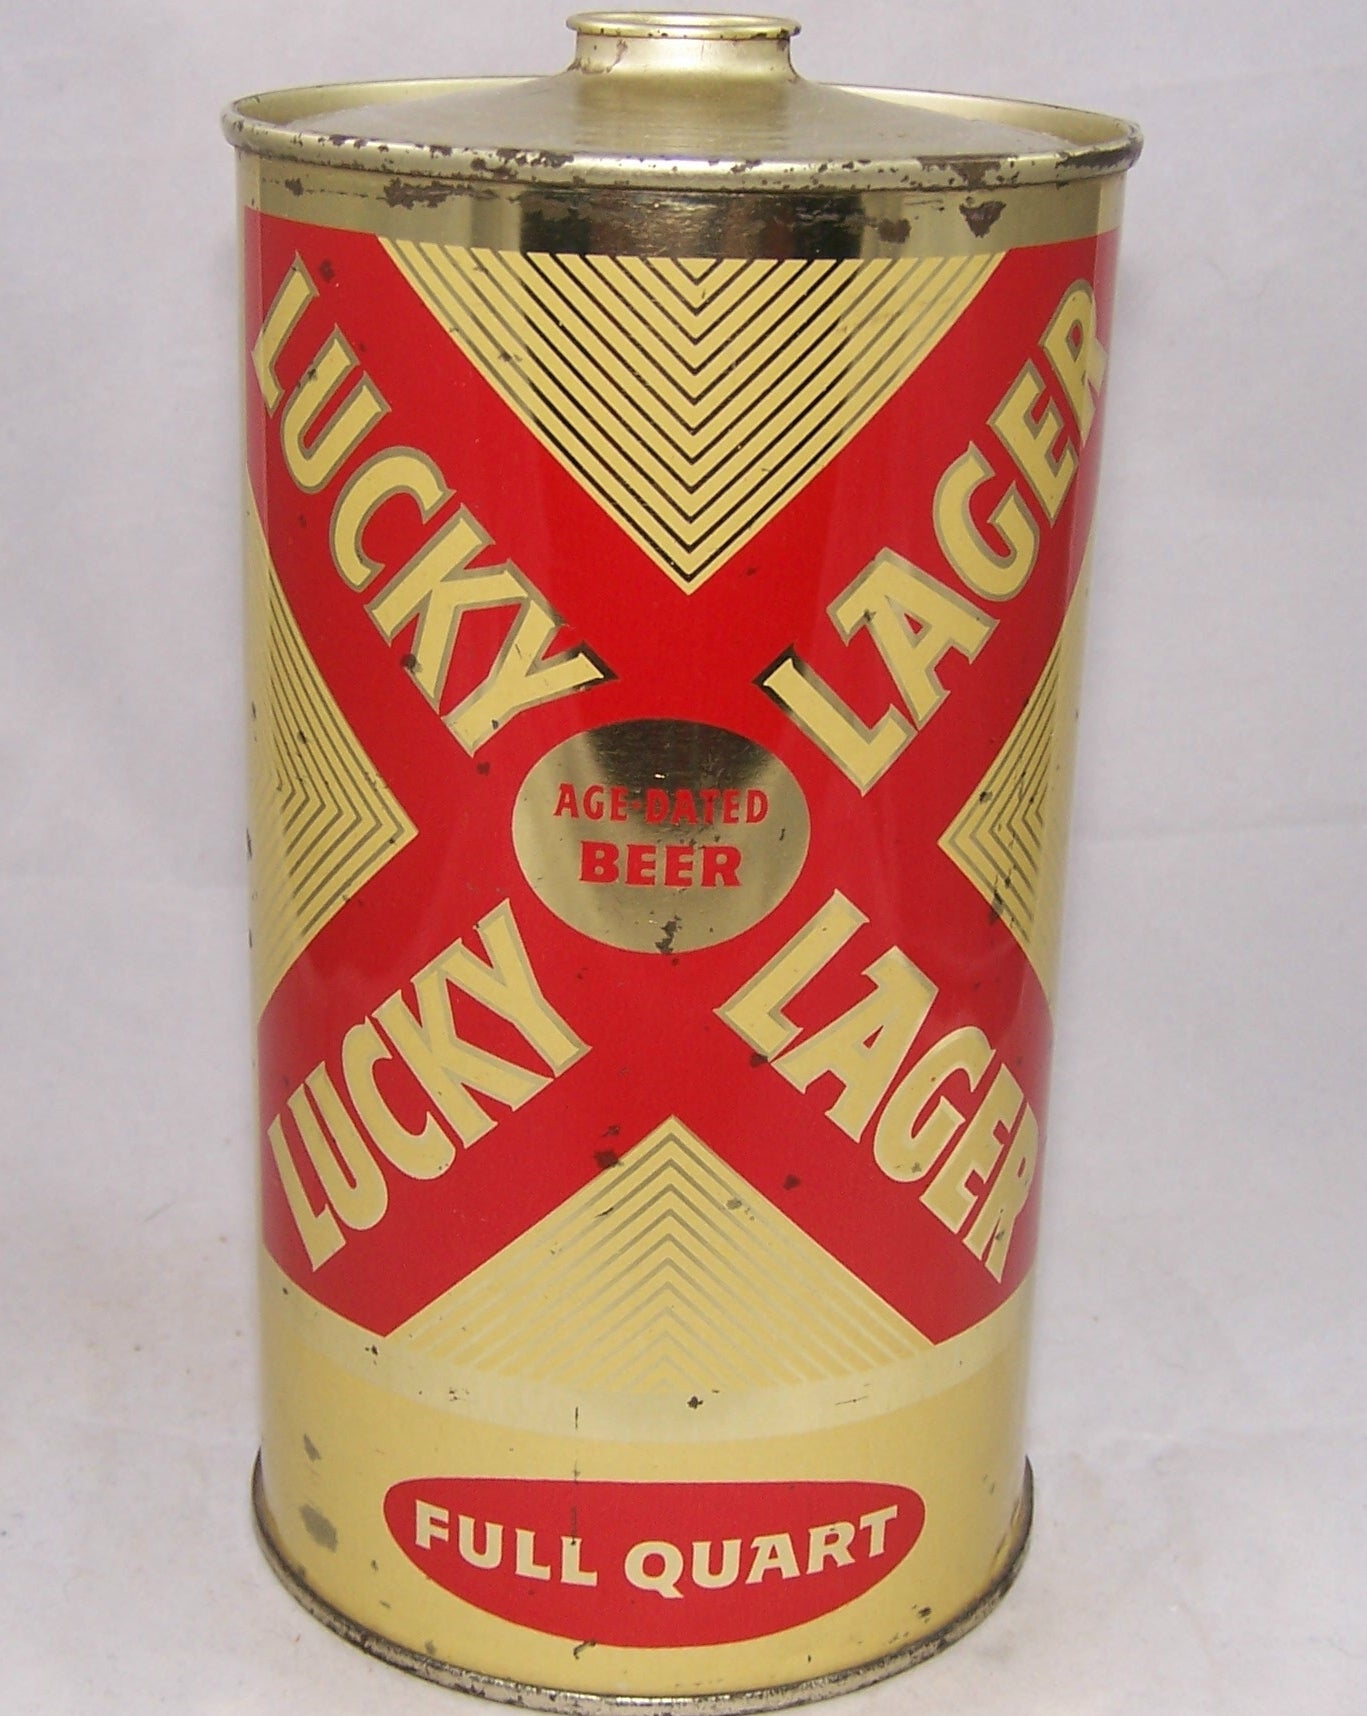 LUCKY LAGER
AGE-DATED
BEER
LUCKY LAGER
FULL QUART